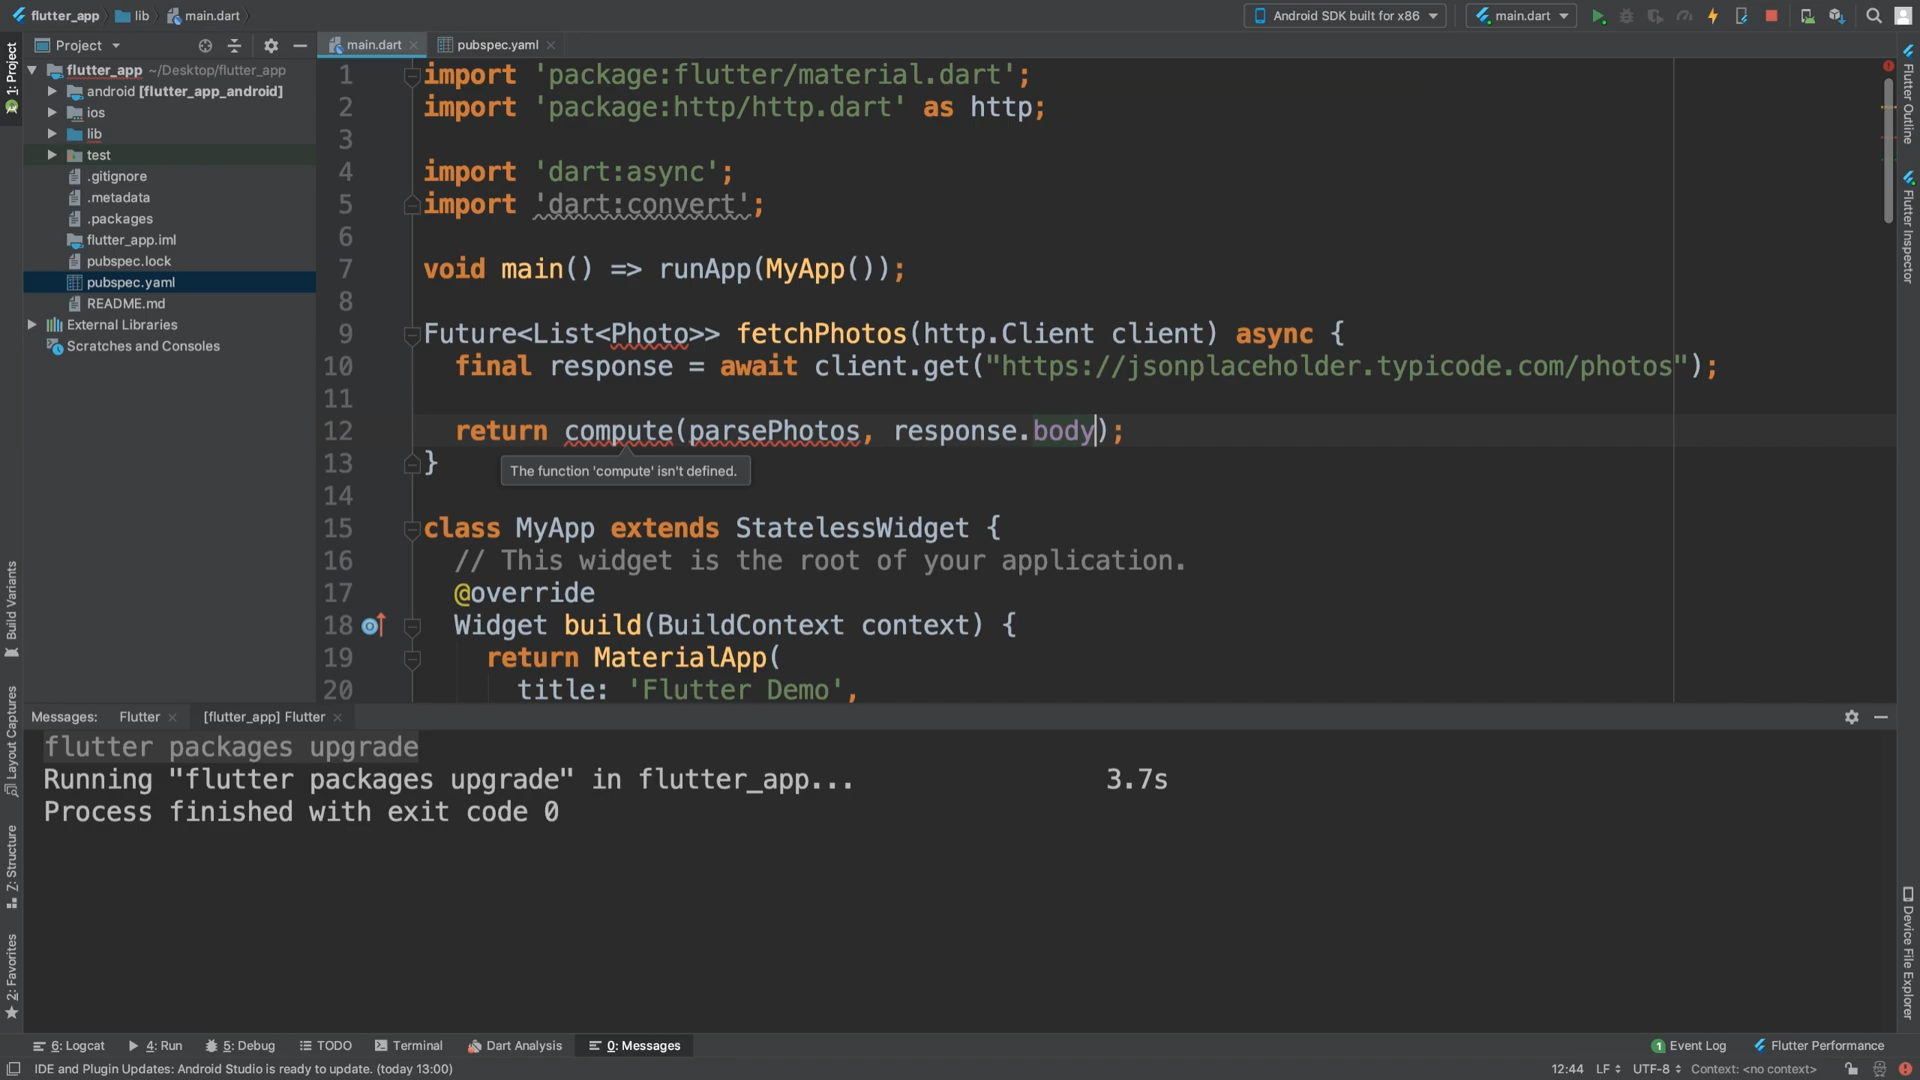 flutter_app lib main.dart
Android SDK built for x86 main.dart
1: Project
Project
main.dart
pubspec.yaml
flutter_app ~/Desktop/flutter_app
android [flutter_app_android]
ios
lib
test
.gitignore
.metadata
.packages
flutter_app.iml
pubspec.lock
pubspec.yaml
README.md
External Libraries
Scratches and Consoles
1 import 'package:flutter/material.dart';
2 import 'package:http/http.dart' as http;
3
4 import 'dart:async';
5 import 'dart:convert';
6
7 void main() => runApp(MyApp());
8
9 Future<List<Photo>> fetchPhotos(http.Client client) async {
10 final response = await client.get("https://jsonplaceholder.typicode.com/photos");
11
12 return compute(parsePhotos, response.body);
13 }
The function 'compute' isn't defined.
14
15 class MyApp extends StatelessWidget {
16 // This widget is the root of your application.
17 @override
18 Widget build(BuildContext context) {
19 return MaterialApp(
20 title: 'Flutter Demo',
Flutter Outline
Flutter Inspector
Device File Explorer
Build Variants
Layout Captures
Z: Structure
2: Favorites
Messages: Flutter [flutter_app] Flutter
flutter packages upgrade
Running "flutter packages upgrade" in flutter_app... 3.7s
Process finished with exit code 0
6: Logcat 4: Run 5: Debug TODO Terminal Dart Analysis 0: Messages 1 Event Log Flutter Performance
IDE and Plugin Updates: Android Studio is ready to update. (today 13:00) 12:44 LF UTF-8 Context: <no context>